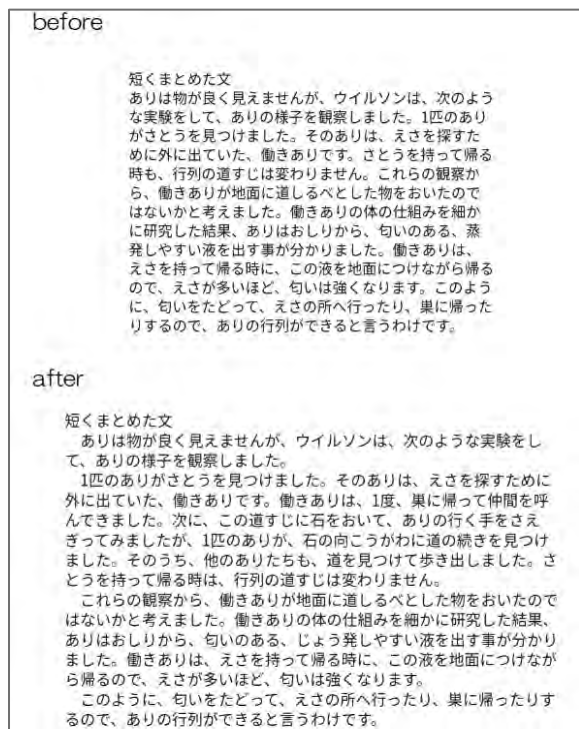 before
短くまとめた文
ありは物が良く見えませんが、ウイルソンは、次のよう
な実験をして、ありの様子を観察しました。1匹のあり
がさとうを見つけました。そのありは、えさを探すた
めに外に出ていた、働きありです。さとうを持って帰る
時も、行列の道すじは変わりません。これらの観察か
ら、働きありが地面に道しるべとした物をおいたので
はないかと考えました。働きありの体の仕組みを細か
に研究した結果、ありはおしりから、匂いのある、蒸
発しやすい液を出す事が分かりました。働きありは、
えさを持って帰る時に、この液を地面につけながら帰る
ので、えさが多いほど、匂いは強くなります。このよう
に、匂いをたどって、えさの所へ行ったり、巣に帰った
りするので、ありの行列ができると言うわけです。
after
短くまとめた文
　ありは物が良く見えませんが、ウイルソンは、次のような実験をし
て、ありの様子を観察しました。
　1匹のありがさとうを見つけました。そのありは、えさを探すために
外に出ていた、働きありです。働きありは、1度、巣に帰って仲間を呼
んできました。次に、この道すじに石をおいて、ありの行く手をさえ
ぎってみましたが、1匹のありが、石の向こうがわに道の続きを見つけ
ました。そのうち、他のありたちも、道を見つけて歩き出しました。さ
とうを持って帰る時は、行列の道すじは変わりません。
　これらの観察から、働きありが地面に道しるべとした物をおいたので
はないかと考えました。働きありの体の仕組みを細かに研究した結果、
ありはおしりから、匂いのある、じょう発しやすい液を出す事が分かり
ました。働きありは、えさを持って帰る時に、この液を地面につけなが
ら帰るので、えさが多いほど、匂いは強くなります。
　このように、匂いをたどって、えさの所へ行ったり、巣に帰ったりす
るので、ありの行列ができると言うわけです。